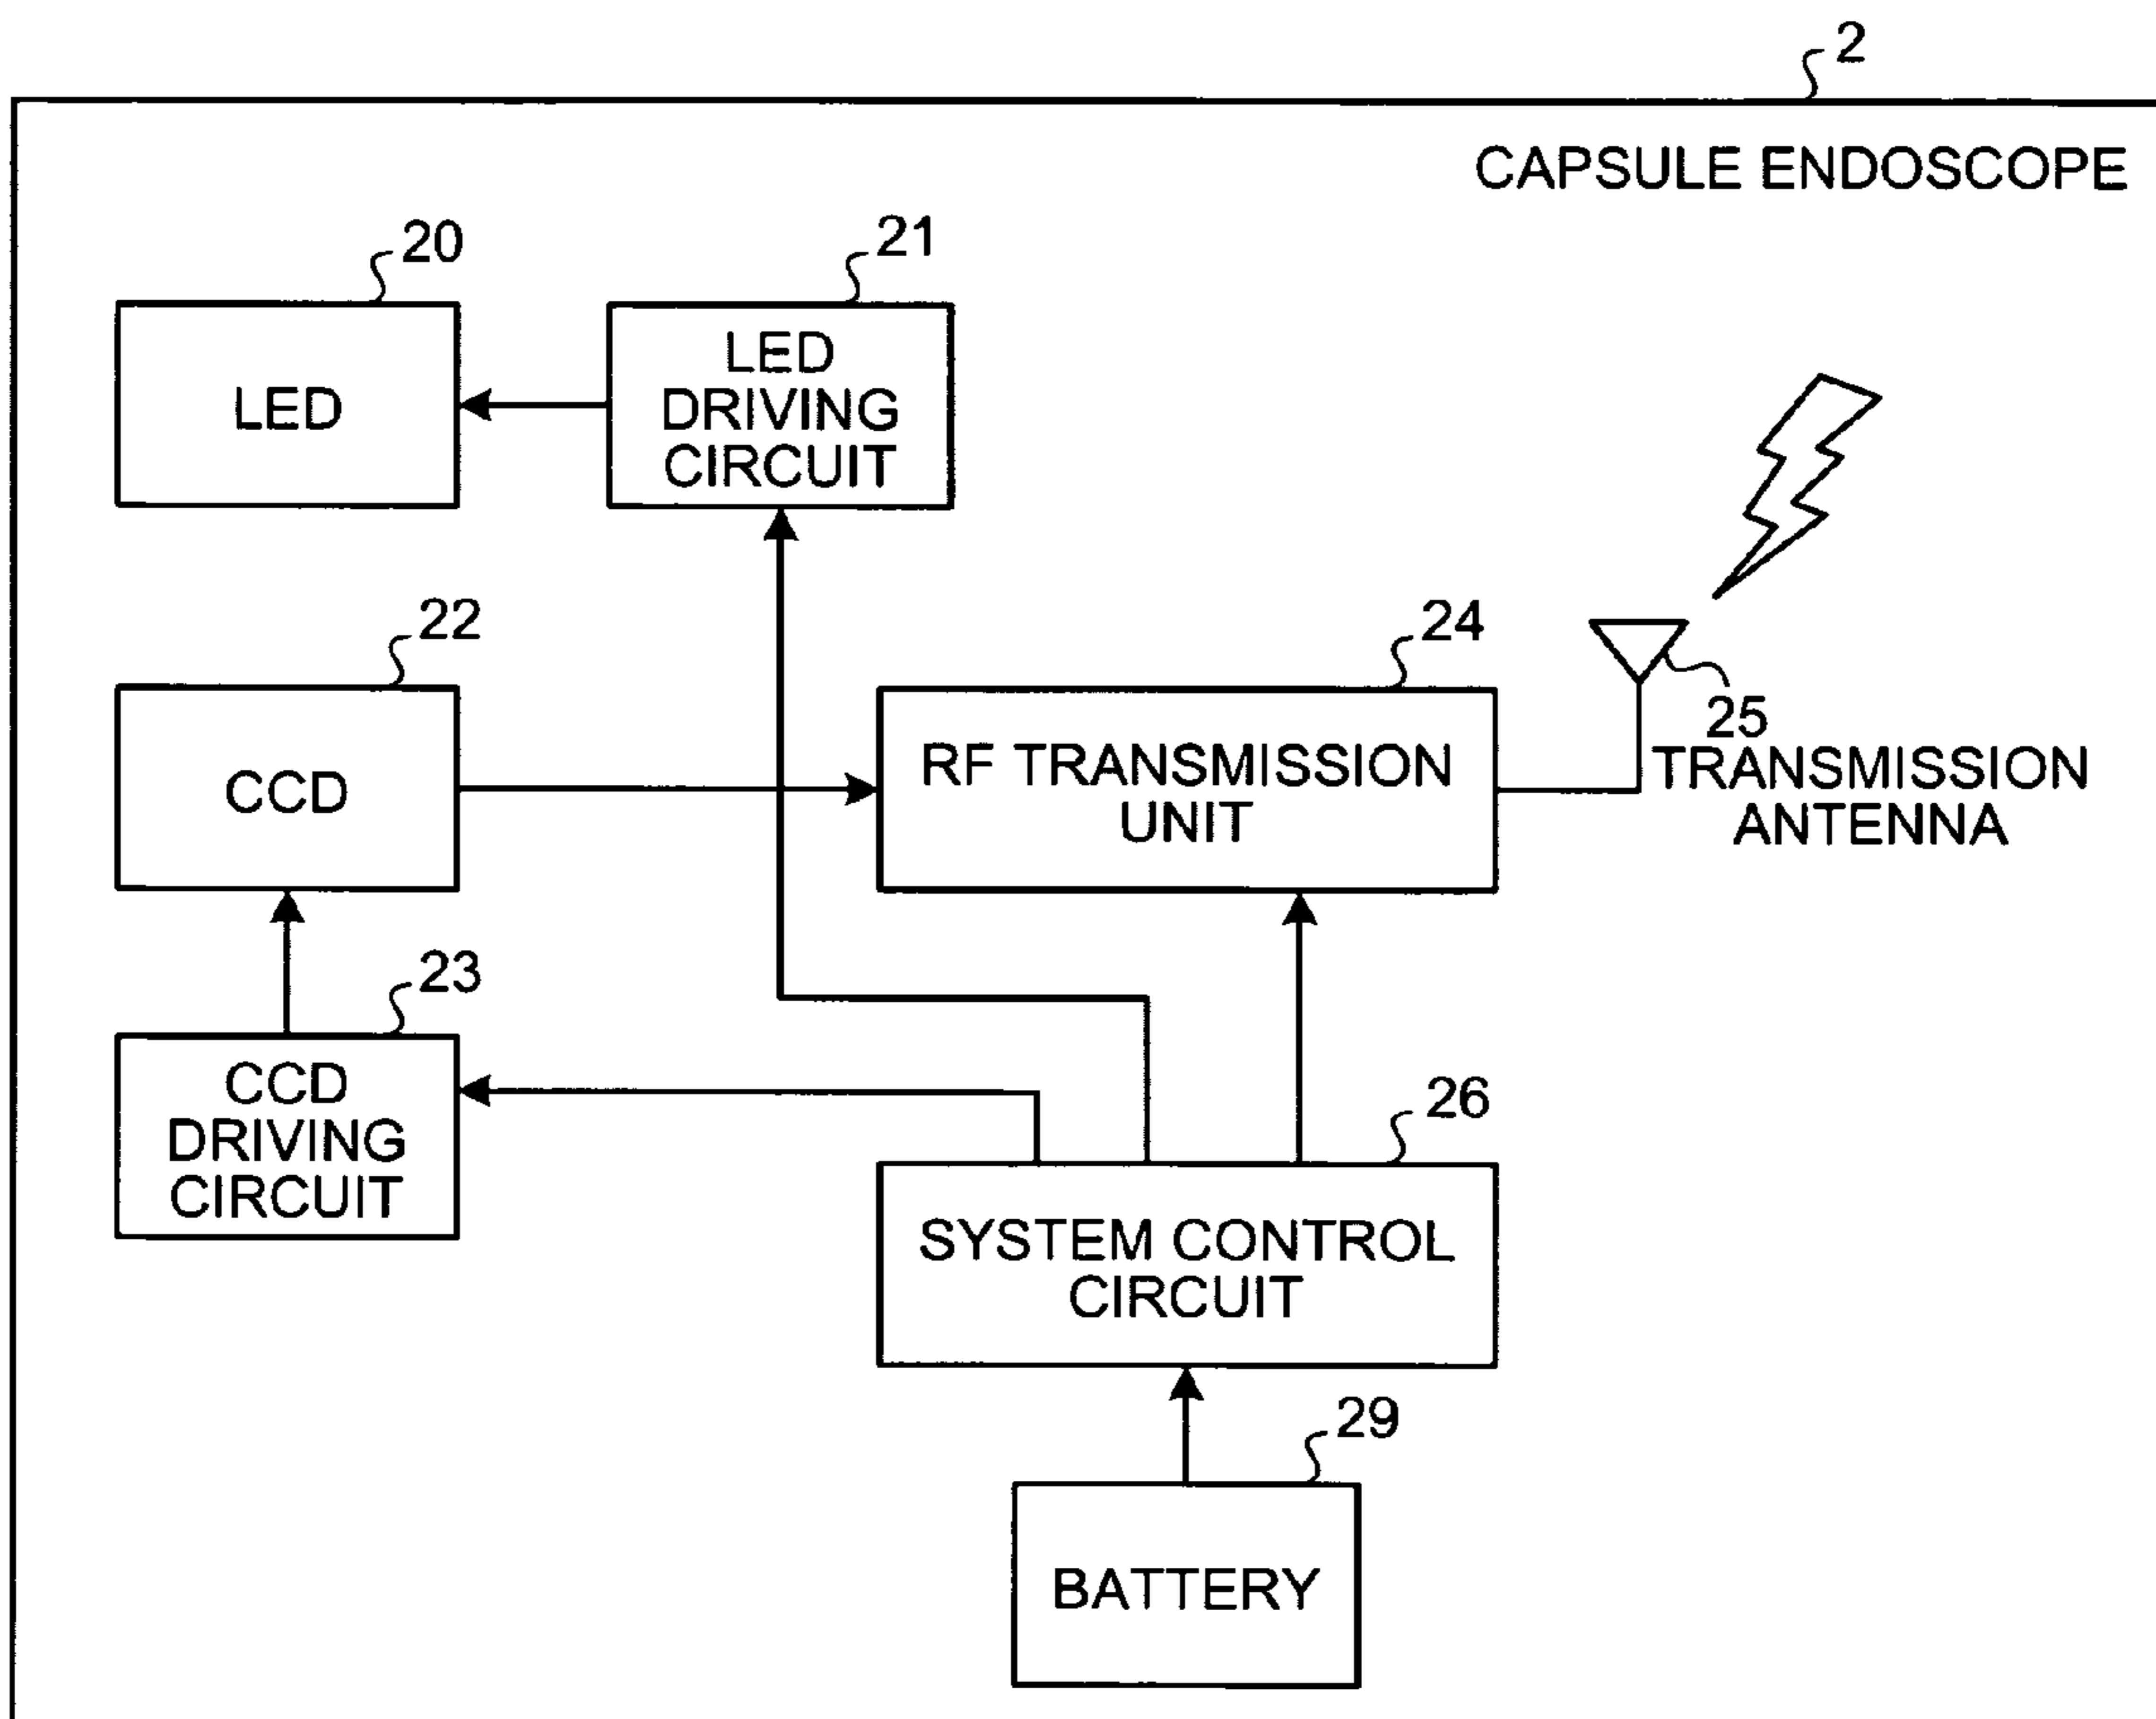 2
CAPSULE ENDOSCOPE
20
21
LED
LED
DRIVING
CIRCUIT
22
24
25
CCD
RF TRANSMISSION
UNIT
TRANSMISSION
ANTENNA
23
26
CCD
DRIVING
CIRCUIT
SYSTEM CONTROL
CIRCUIT
29
BATTERY